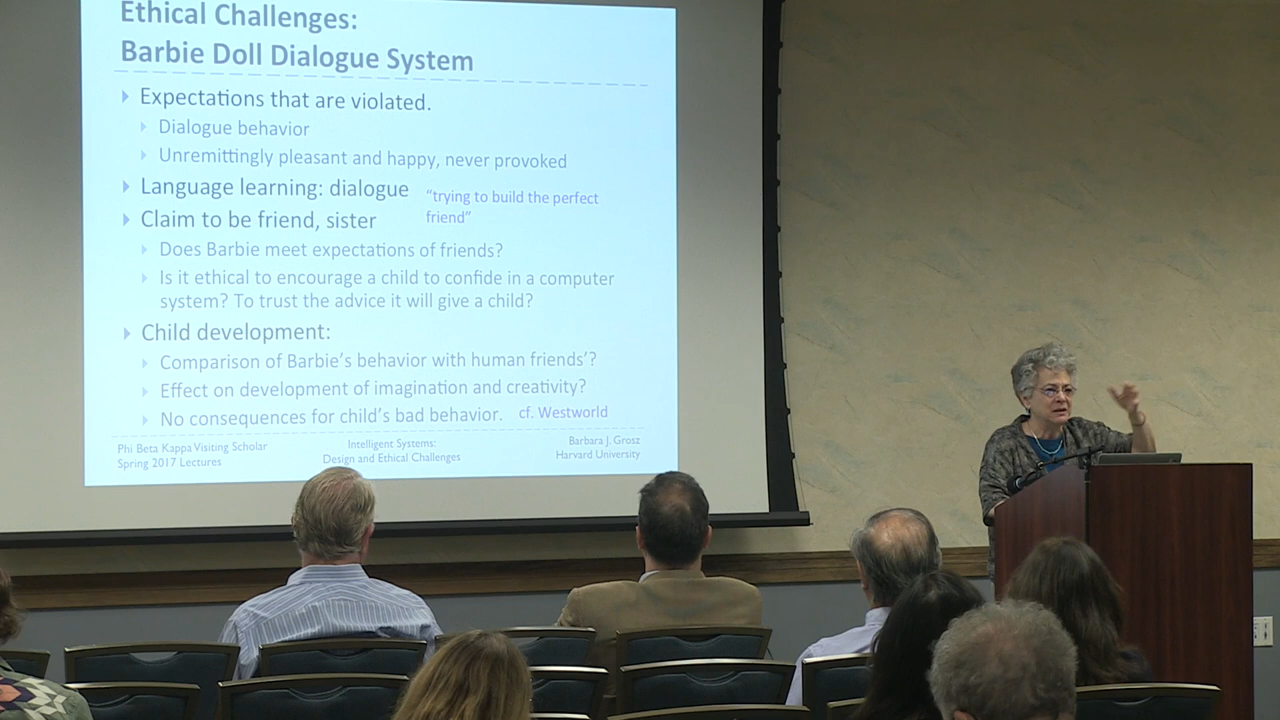 Ethical Challenges:
Barbie Doll Dialogue System
Expectations that are violated.
Dialogue behavior
Unremittingly pleasant and happy, never provoked
Language learning: dialogue
"trying to build the perfect
friend"
Claim to be friend, sister
Does Barbie meet expectations of friends?
Is it ethical to encourage a child to confide in a computer
system? To trust the advice it will give a child?
Child development:
Comparison of Barbie's behavior with human friends'?
Effect on development of imagination and creativity?
No consequences for child's bad behavior. cf. Westworld
Phi Beta Kappa Visiting Scholar
Spring 2017 Lectures
Intelligent Systems:
Design and Ethical Challenges
Barbara J. Grosz
Harvard University